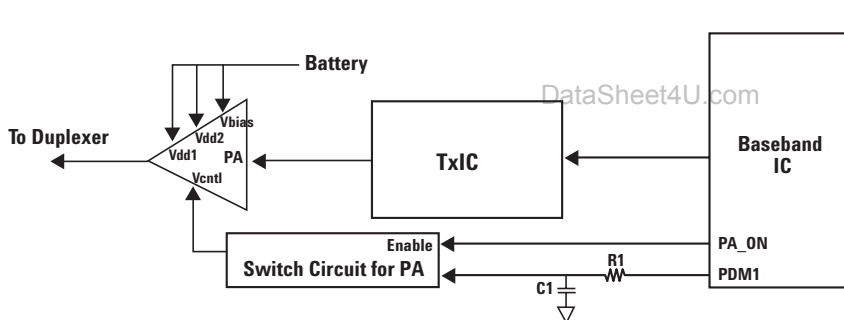 Battery
DataSheet4U.com
To Duplexer
Vbias
Vdd2
Vdd1
PA
Vcntl
TxIC
Baseband
IC
Enable
Switch Circuit for PA
PA_ON
R1
PDM1
C1